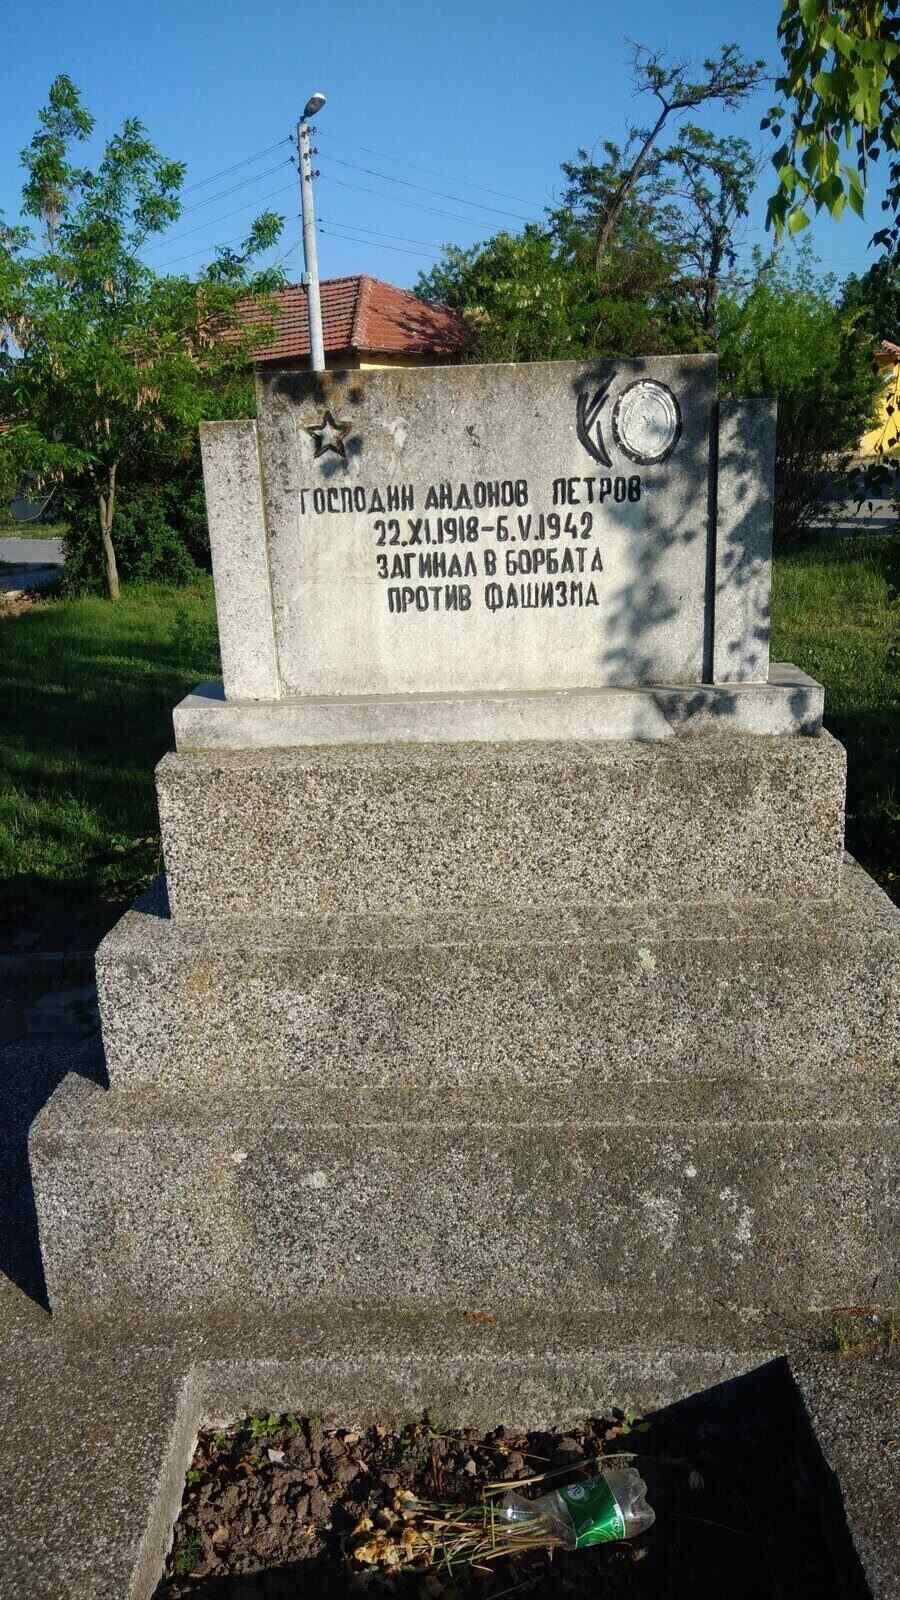 ГОСПОДИН АНДОНОВ ПЕТРОВ
22.XI.1918-6.V.1942
ЗАГИНАЛ В БОРБАТА
ПРОТИВ ФАШИЗМА